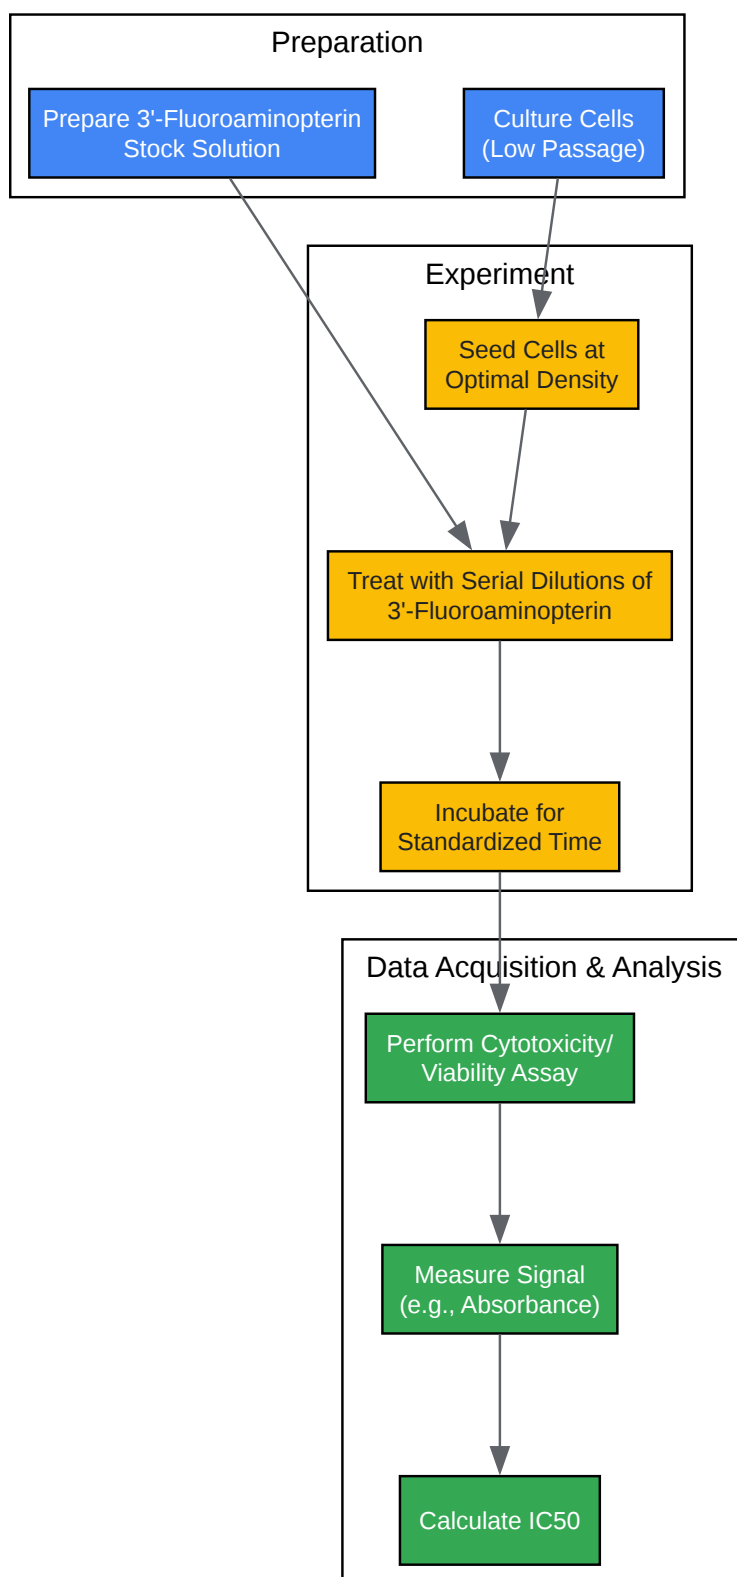 Preparation
Prepare 3'-Fluoroaminopterin
Stock Solution
Culture Cells
(Low Passage)
Experiment
Seed Cells at
Optimal Density
Treat with Serial Dilutions of
3'-Fluoroaminopterin
Incubate for
Standardized Time
Data Acquisition & Analysis
Perform Cytotoxicity/
Viability Assay
Measure Signal
(e.g., Absorbance)
Calculate IC50